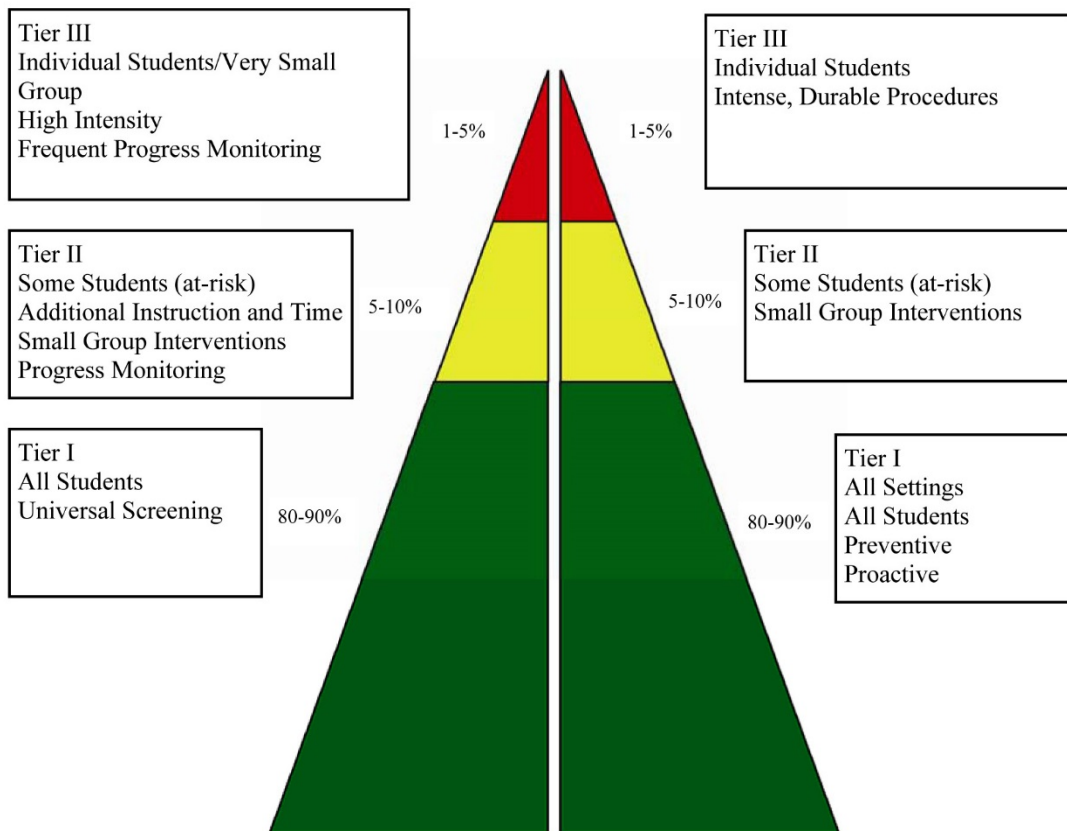 Tier III
Individual Students/Very Small
Group
High Intensity
Frequent Progress Monitoring
1-5%
1-5%
Tier III
Individual Students
Intense, Durable Procedures
Tier II
Some Students (at-risk)
Additional Instruction and Time
Small Group Interventions
Progress Monitoring
5-10%
5-10%
Tier II
Some Students (at-risk)
Small Group Interventions
Tier I
All Students
Universal Screening
80-90%
80-90%
Tier I
All Settings
All Students
Preventive
Proactive